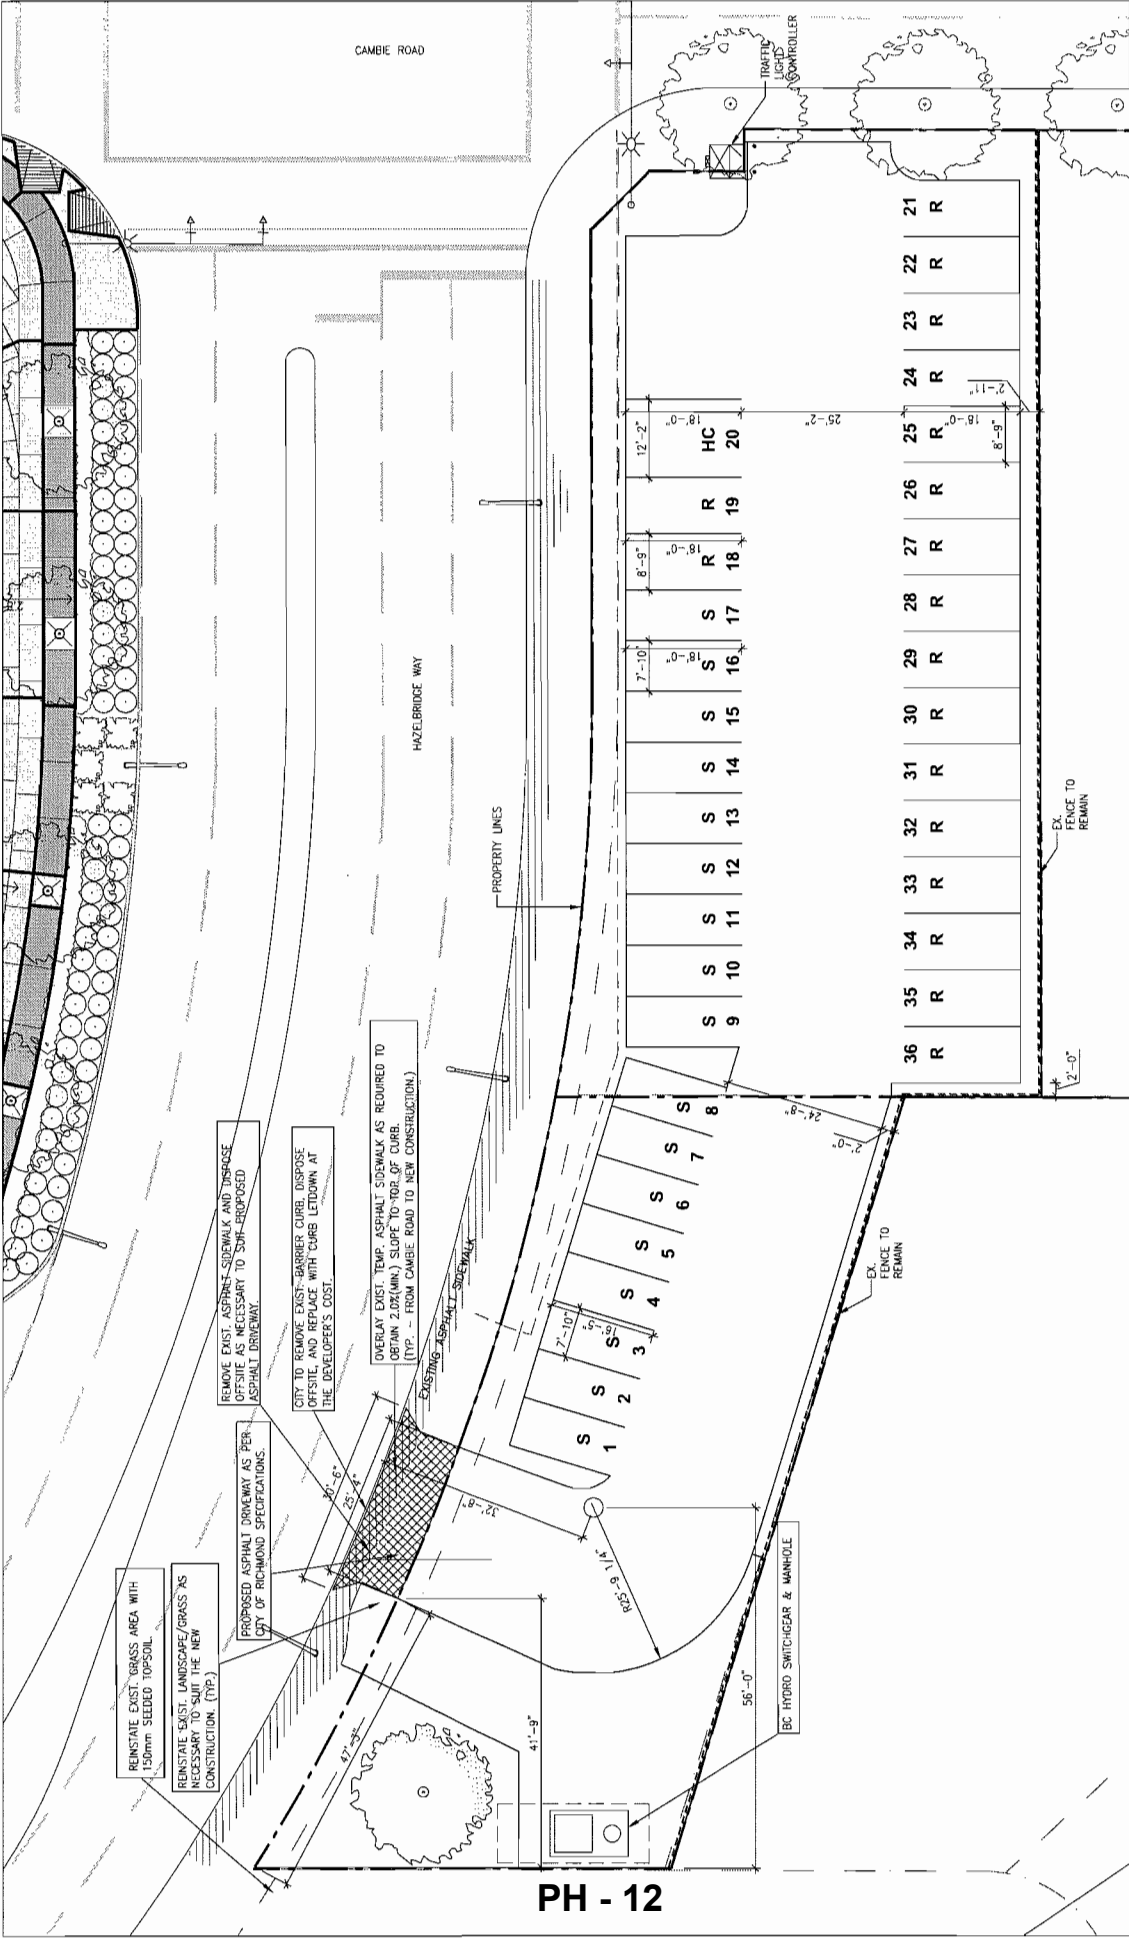 CAMBIE ROAD
TRAFFIC
LIGHTS
CONTROLLER
HAZELBRIDGE WAY
PROPERTY LINES
21 R
22 R
23 R
24 R
25 R
26 R
27 R
28 R
29 R
30 R
31 R
32 R
33 R
34 R
35 R
36 R
HC 20
R 19
R 18
S 17
S 16
S 15
S 14
S 13
S 12
S 11
S 10
S 9
S 8
S 7
S 6
S 5
S 4
S 3
S 2
S 1
12'-2"
18'-0"
25'-2"
18'-0"
2'-11"
8'-9"
8'-9"
18'-0"
7'-10"
18'-0"
EX.
FENCE TO
REMAIN
2'-0"
24'-8"
2'-0"
EX.
FENCE TO
REMAIN
7'-10"
16'-5"
REMOVE EXIST. ASPHALT SIDEWALK AND DISPOSE
OFFSITE AS NECESSARY TO SUIT PROPOSED
ASPHALT DRIVEWAY.
CITY TO REMOVE EXIST. BARRIER CURB, DISPOSE
OFFSITE, AND REPLACE WITH CURB LETDOWN AT
THE DEVELOPER'S COST.
OVERLAY EXIST. TEMP. ASPHALT SIDEWALK AS REQUIRED TO
OBTAIN 2.0%(MIN.) SLOPE TO TOP OF CURB.
(TYP. - FROM CAMBIE ROAD TO NEW CONSTRUCTION.)
EXISTING ASPHALT SIDEWALK
PROPOSED ASPHALT DRIVEWAY AS PER
CITY OF RICHMOND SPECIFICATIONS.
30'-6"
25'-4"
32'-8"
R25'-9 1/4"
REINSTATE EXIST. GRASS AREA WITH
150mm SEEDED TOPSOIL.
REINSTATE EXIST. LANDSCAPE/GRASS AS
NECESSARY TO SUIT THE NEW
CONSTRUCTION. (TYP.)
47'-3"
41'-9"
56'-0"
BC HYDRO SWITCHGEAR & MANHOLE
PH - 12